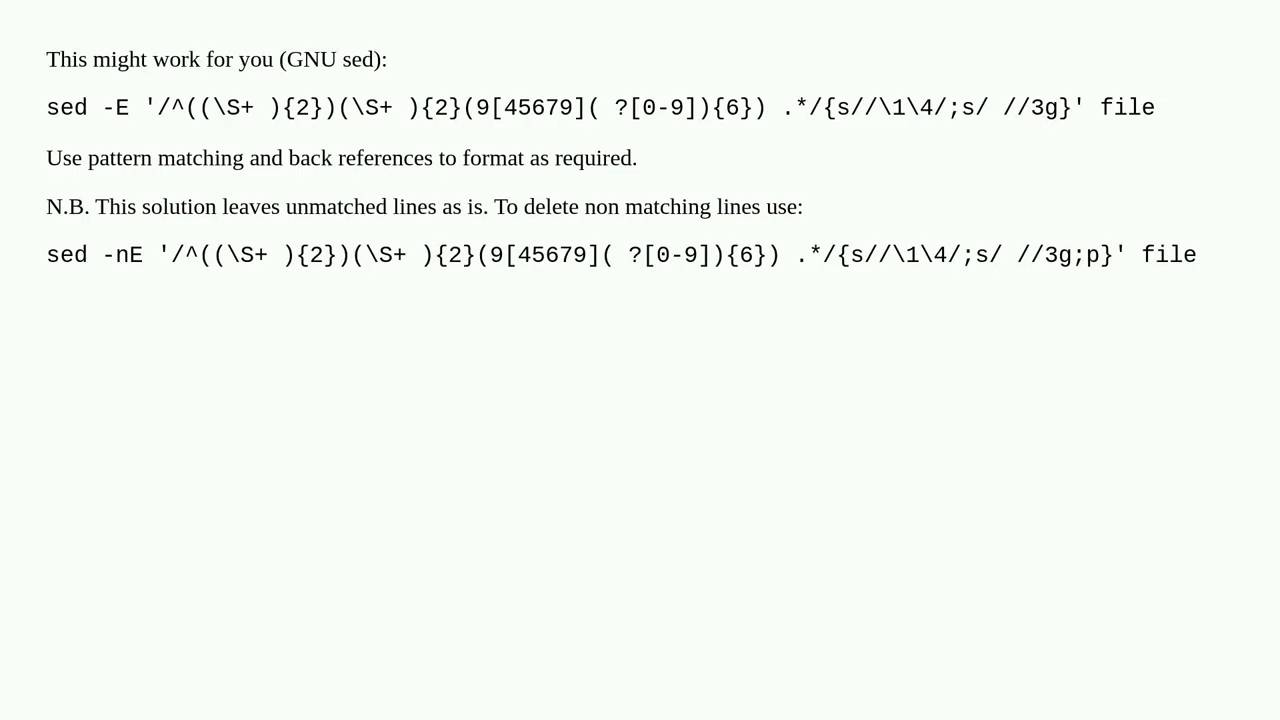 This might work for you (GNU sed):
sed -E '/^((\S+ ){2})(\S+ ){2}(9[45679]( ?[0-9]){6}) .*/{s//\1\4/;s/ //3g}' file
Use pattern matching and back references to format as required.
N.B. This solution leaves unmatched lines as is. To delete non matching lines use:
sed -nE '/^((\S+ ){2})(\S+ ){2}(9[45679]( ?[0-9]){6}) .*/{s//\1\4/;s/ //3g;p}' file